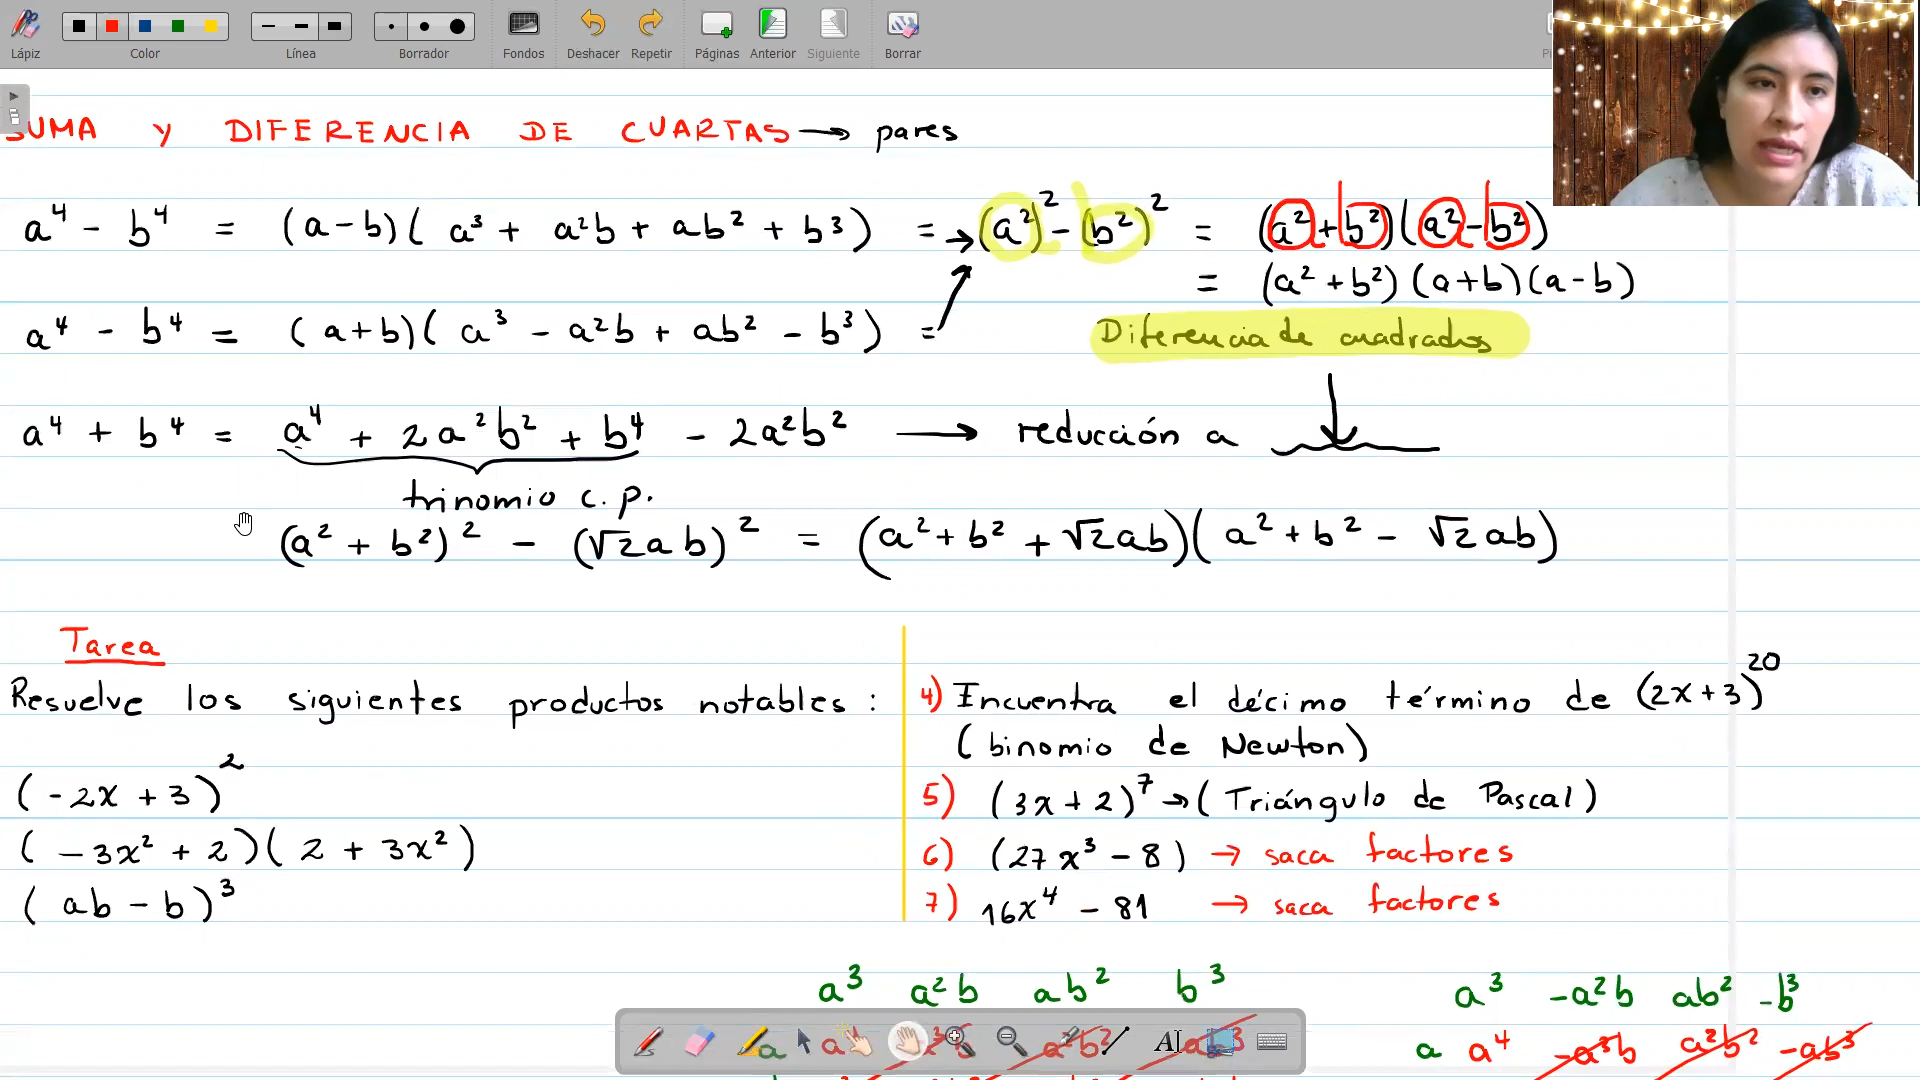 Lápiz Color Línea Borrador Fondos Deshacer Repetir Páginas Anterior Siguiente Borrar
SUMA Y DIFERENCIA DE CUARTAS → pares
a⁴ - b⁴ = (a-b)( a³ + a²b + ab² + b³ ) = → (a²)² - (b²)² = (a²+b²)(a²-b²)
= (a² + b²) (a+b)(a-b)
a⁴ - b⁴ = (a+b)( a³ - a²b + ab² - b³ ) =
Diferencia de cuadrados
a⁴ + b⁴ = a⁴ + 2a²b² + b⁴ - 2a²b² → reducción a
trinomio c.p.
(a² + b²)² - (√2ab)² = (a²+b² + √2ab)( a² + b² - √2ab)
Tarea
Resuelve los siguientes productos notables :
(-2x + 3)²
( -3x² + 2)( 2 + 3x² )
( ab - b )³
4) Encuentra el décimo término de (2x+3)²⁰
( binomio de Newton)
5) (3x+2)⁷ → ( Triángulo de Pascal)
6) (27x³ - 8) → saca factores
7) 16x⁴ - 81 → saca factores
a³ a²b ab² b³
a³ -a²b ab² -b³
a²b²
a a⁴ -a³b a²b² -ab³